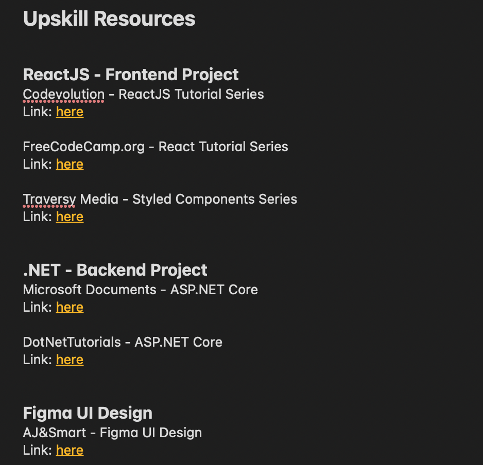 Upskill Resources
ReactJS - Frontend Project
Codevolution - ReactJS Tutorial Series
Link: here
FreeCodeCamp.org - React Tutorial Series
Link: here
Traversy Media - Styled Components Series
Link: here
.NET - Backend Project
Microsoft Documents - ASP.NET Core
Link: here
DotNetTutorials - ASP.NET Core
Link: here
Figma UI Design
AJ&Smart - Figma UI Design
Link: here